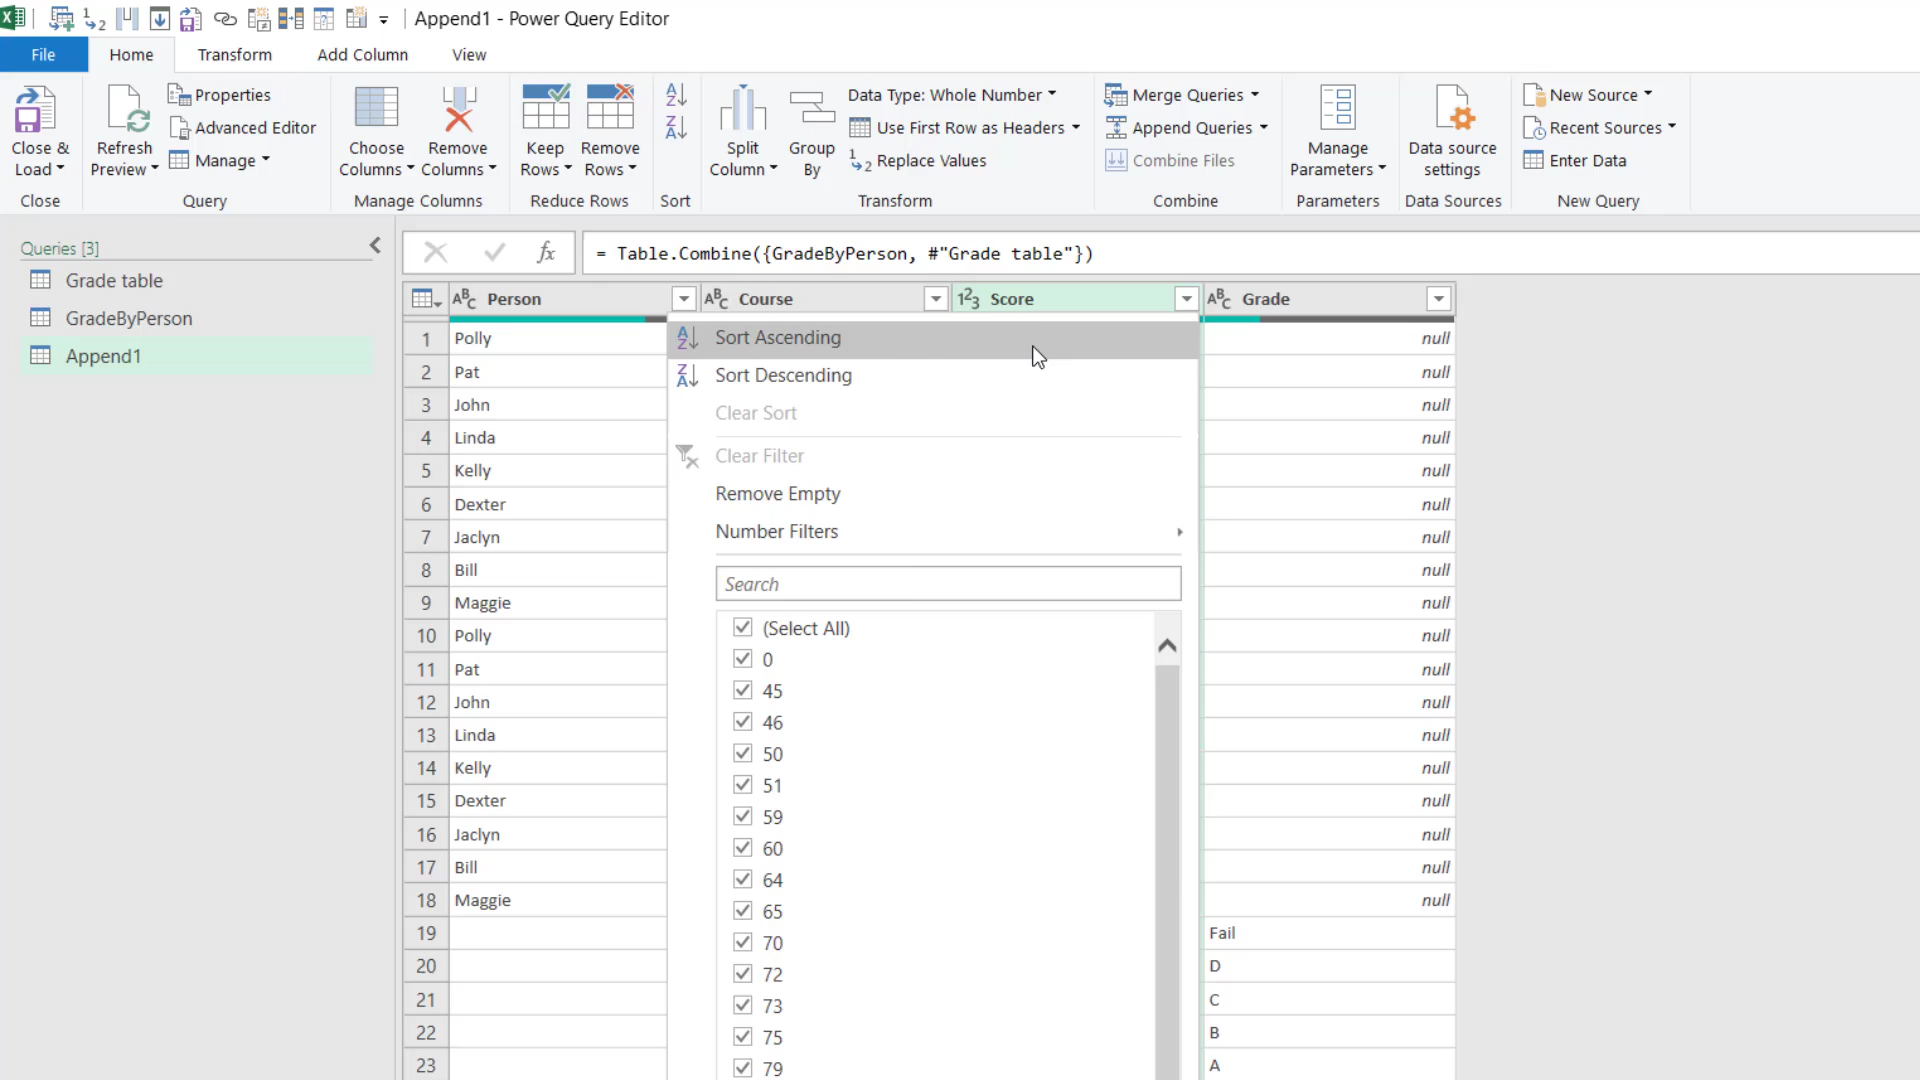 Append1 - Power Query Editor
File
Home
Transform
Add Column
View
Close & Load
Close
Refresh Preview
Properties
Advanced Editor
Manage
Query
Choose Columns
Remove Columns
Manage Columns
Keep Rows
Remove Rows
Reduce Rows
Sort
Split Column
Group By
Data Type: Whole Number
Use First Row as Headers
Replace Values
Transform
Merge Queries
Append Queries
Combine Files
Combine
Manage Parameters
Parameters
Data source settings
Data Sources
New Source
Recent Sources
Enter Data
New Query
Queries [3]
Grade table
GradeByPerson
Append1
fx
= Table.Combine({GradeByPerson, #"Grade table"})
ABC Person
ABC Course
123 Score
ABC Grade
1 Polly null
2 Pat null
3 John null
4 Linda null
5 Kelly null
6 Dexter null
7 Jaclyn null
8 Bill null
9 Maggie null
10 Polly null
11 Pat null
12 John null
13 Linda null
14 Kelly null
15 Dexter null
16 Jaclyn null
17 Bill null
18 Maggie null
19 Fail
20 D
21 C
22 B
23 A
Sort Ascending
Sort Descending
Clear Sort
Clear Filter
Remove Empty
Number Filters
Search
(Select All)
0
45
46
50
51
59
60
64
65
70
72
73
75
79